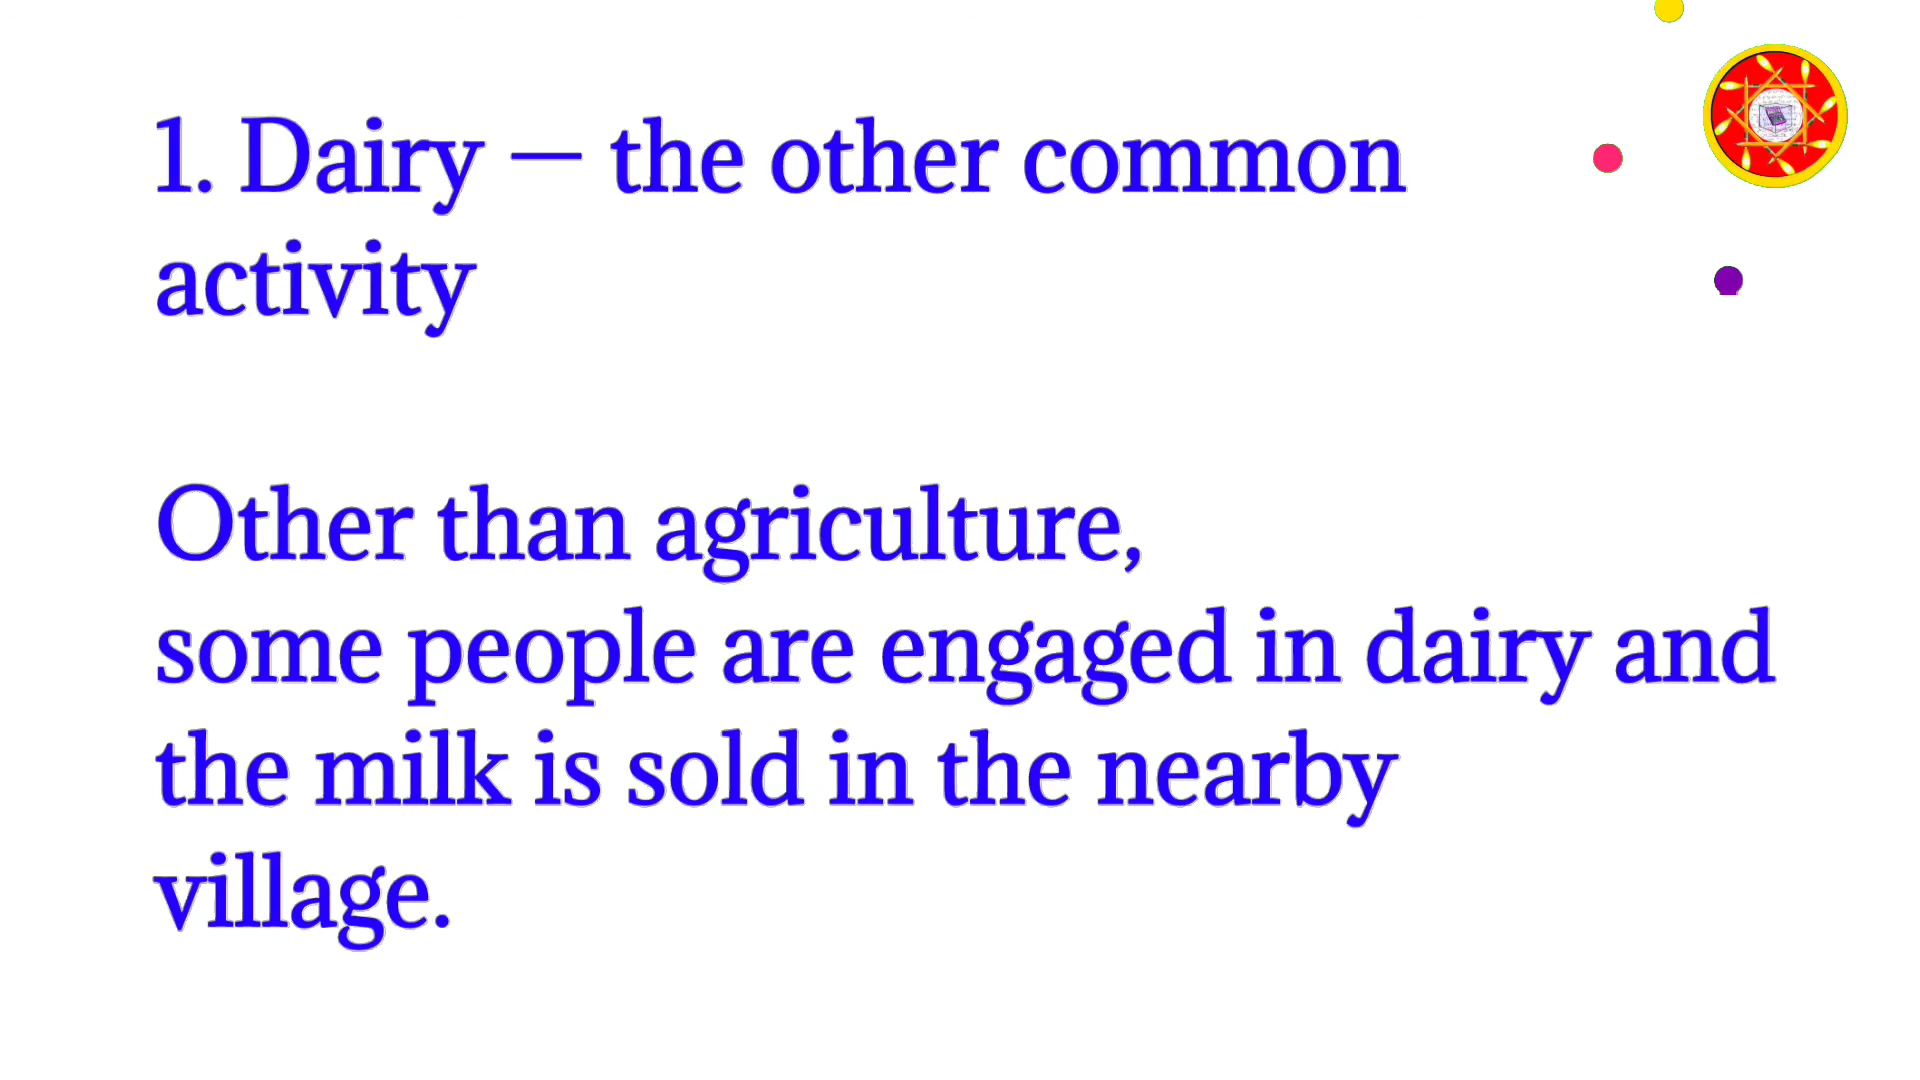 1. Dairy — the other common
activity
Other than agriculture,
some people are engaged in dairy and
the milk is sold in the nearby
village.